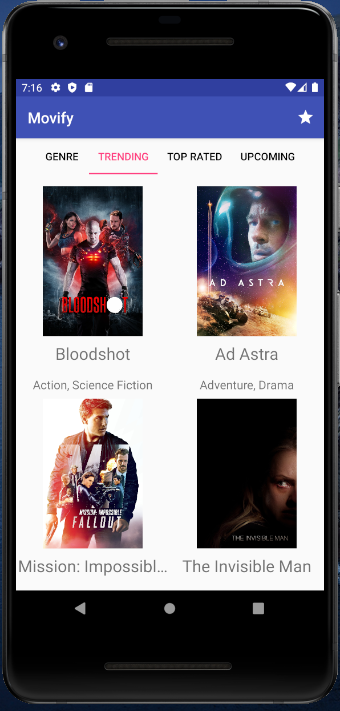 7:16
Movify
GENRE TRENDING TOP RATED UPCOMING
BLOODSHOT
AD ASTRA
Bloodshot Ad Astra
Action, Science Fiction Adventure, Drama
MISSION: IMPOSSIBLE
FALLOUT
THE INVISIBLE MAN
Mission: Impossibl... The Invisible Man